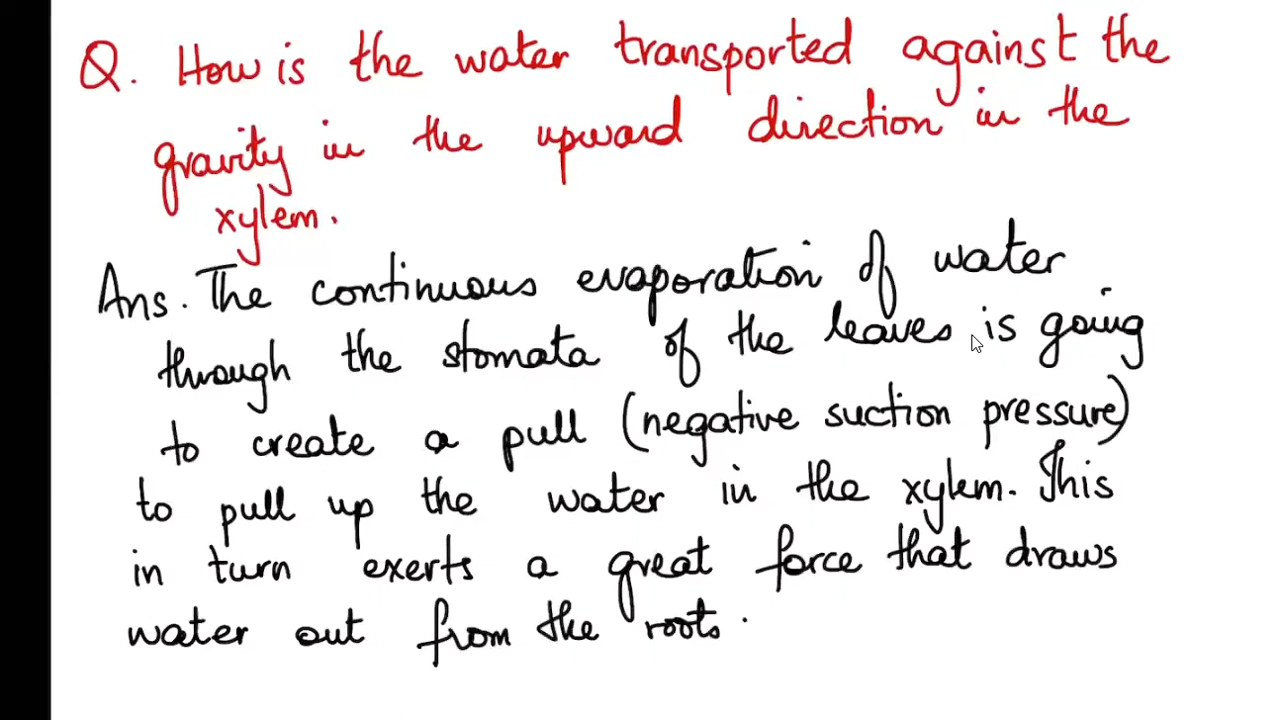 Q. How is the water transported against the
gravity in the upward direction in the
xylem.
Ans. The continuous evaporation of water
through the stomata of the leaves is going
to create a pull (negative suction pressure)
to pull up the water in the xylem. This
in turn exerts a great force that draws
water out from the roots.